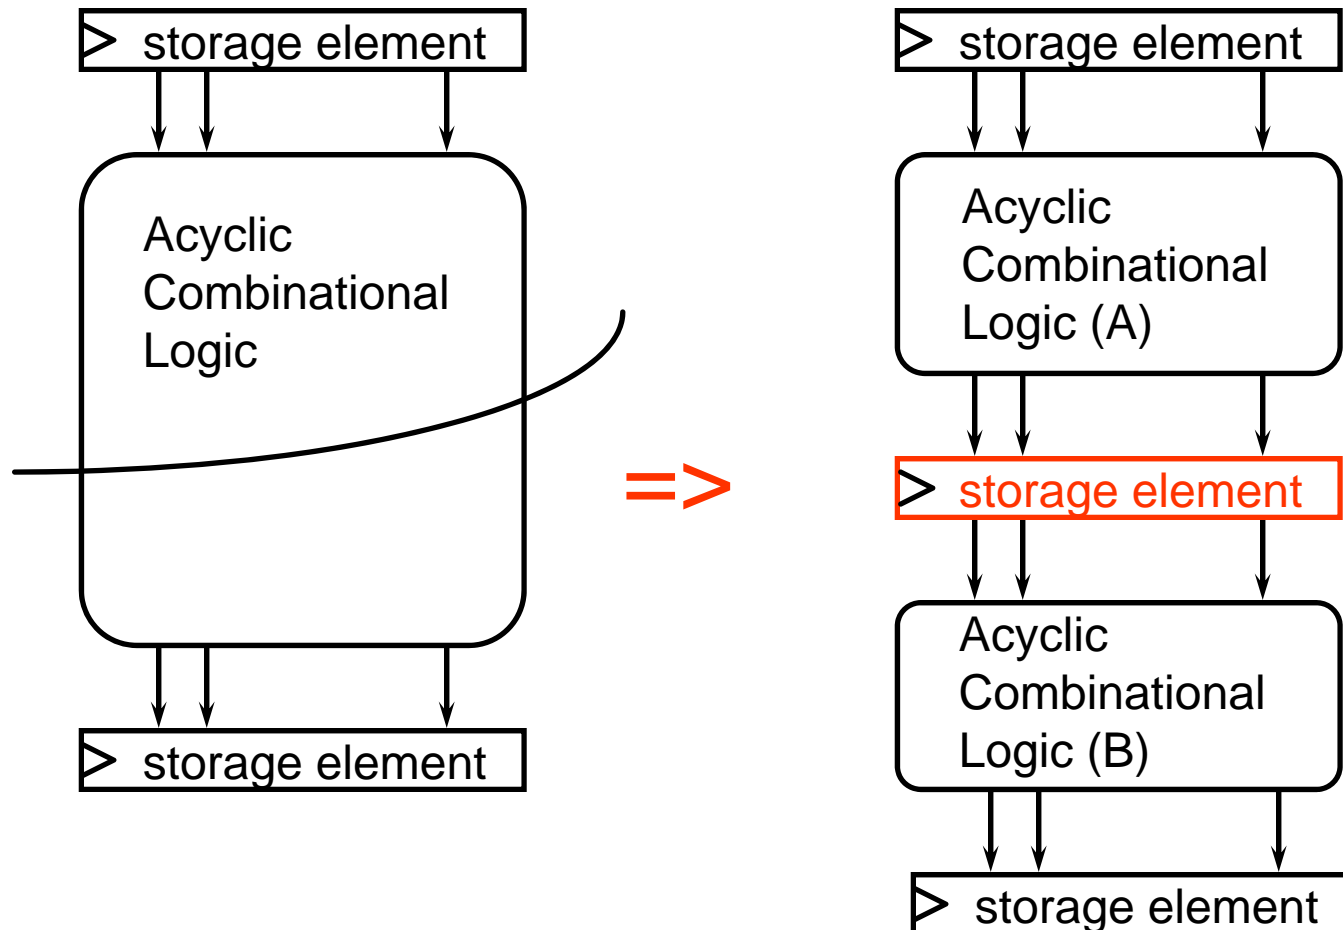 storage element
Acyclic
Combinational
Logic
storage element
=>
storage element
Acyclic
Combinational
Logic (A)
storage element
Acyclic
Combinational
Logic (B)
storage element